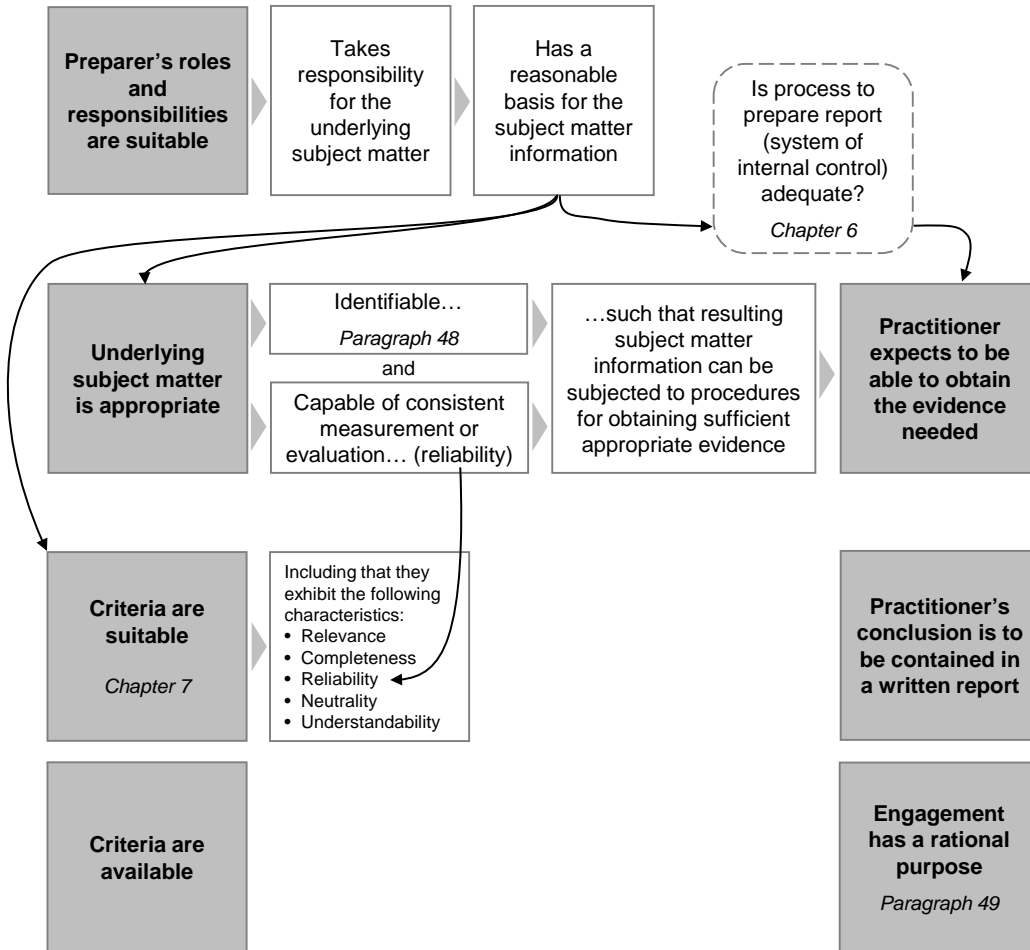 Preparer’s roles
and
responsibilities
are suitable
Takes
responsibility
for the
underlying
subject matter
Has a
reasonable
basis for the
subject matter
information
Is process to
prepare report
(system of
internal control)
adequate?
Chapter 6
Underlying
subject matter
is appropriate
Identifiable…
Paragraph 48
and
Capable of consistent
measurement or
evaluation… (reliability)
…such that resulting
subject matter
information can be
subjected to procedures
for obtaining sufficient
appropriate evidence
Practitioner
expects to be
able to obtain
the evidence
needed
Criteria are
suitable
Chapter 7
Including that they
exhibit the following
characteristics:
• Relevance
• Completeness
• Reliability
• Neutrality
• Understandability
Practitioner’s
conclusion is to
be contained in
a written report
Criteria are
available
Engagement
has a rational
purpose
Paragraph 49